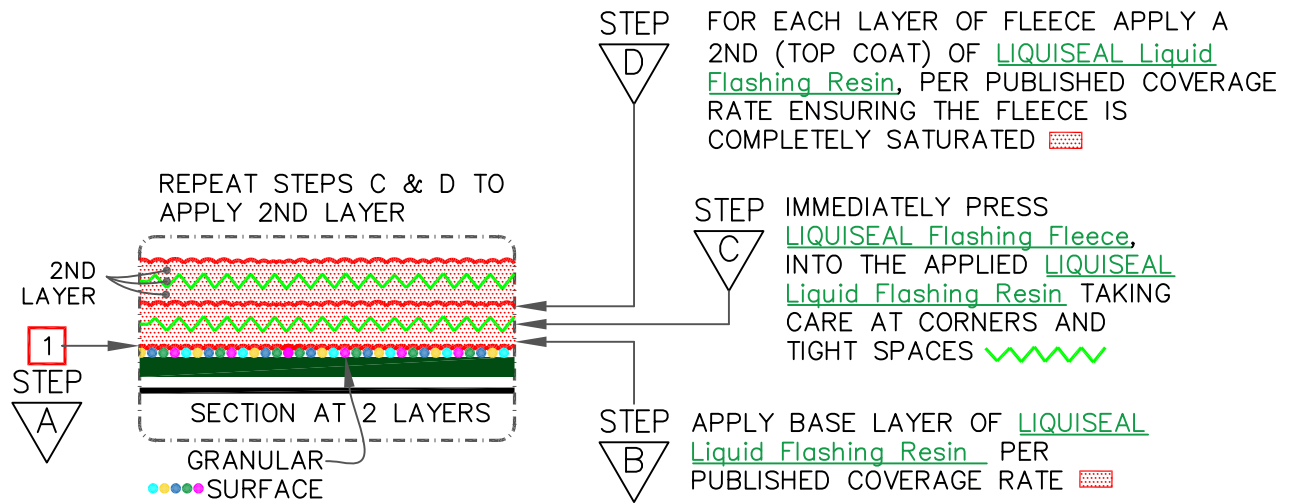 STEP
D
FOR EACH LAYER OF FLEECE APPLY A
2ND (TOP COAT) OF LIQUISEAL Liquid
Flashing Resin, PER PUBLISHED COVERAGE
RATE ENSURING THE FLEECE IS
COMPLETELY SATURATED
REPEAT STEPS C & D TO
APPLY 2ND LAYER
STEP
C
IMMEDIATELY PRESS
LIQUISEAL Flashing Fleece,
INTO THE APPLIED LIQUISEAL
Liquid Flashing Resin TAKING
CARE AT CORNERS AND
TIGHT SPACES
2ND
LAYER
1
STEP
A
SECTION AT 2 LAYERS
GRANULAR
SURFACE
STEP
B
APPLY BASE LAYER OF LIQUISEAL
Liquid Flashing Resin PER
PUBLISHED COVERAGE RATE